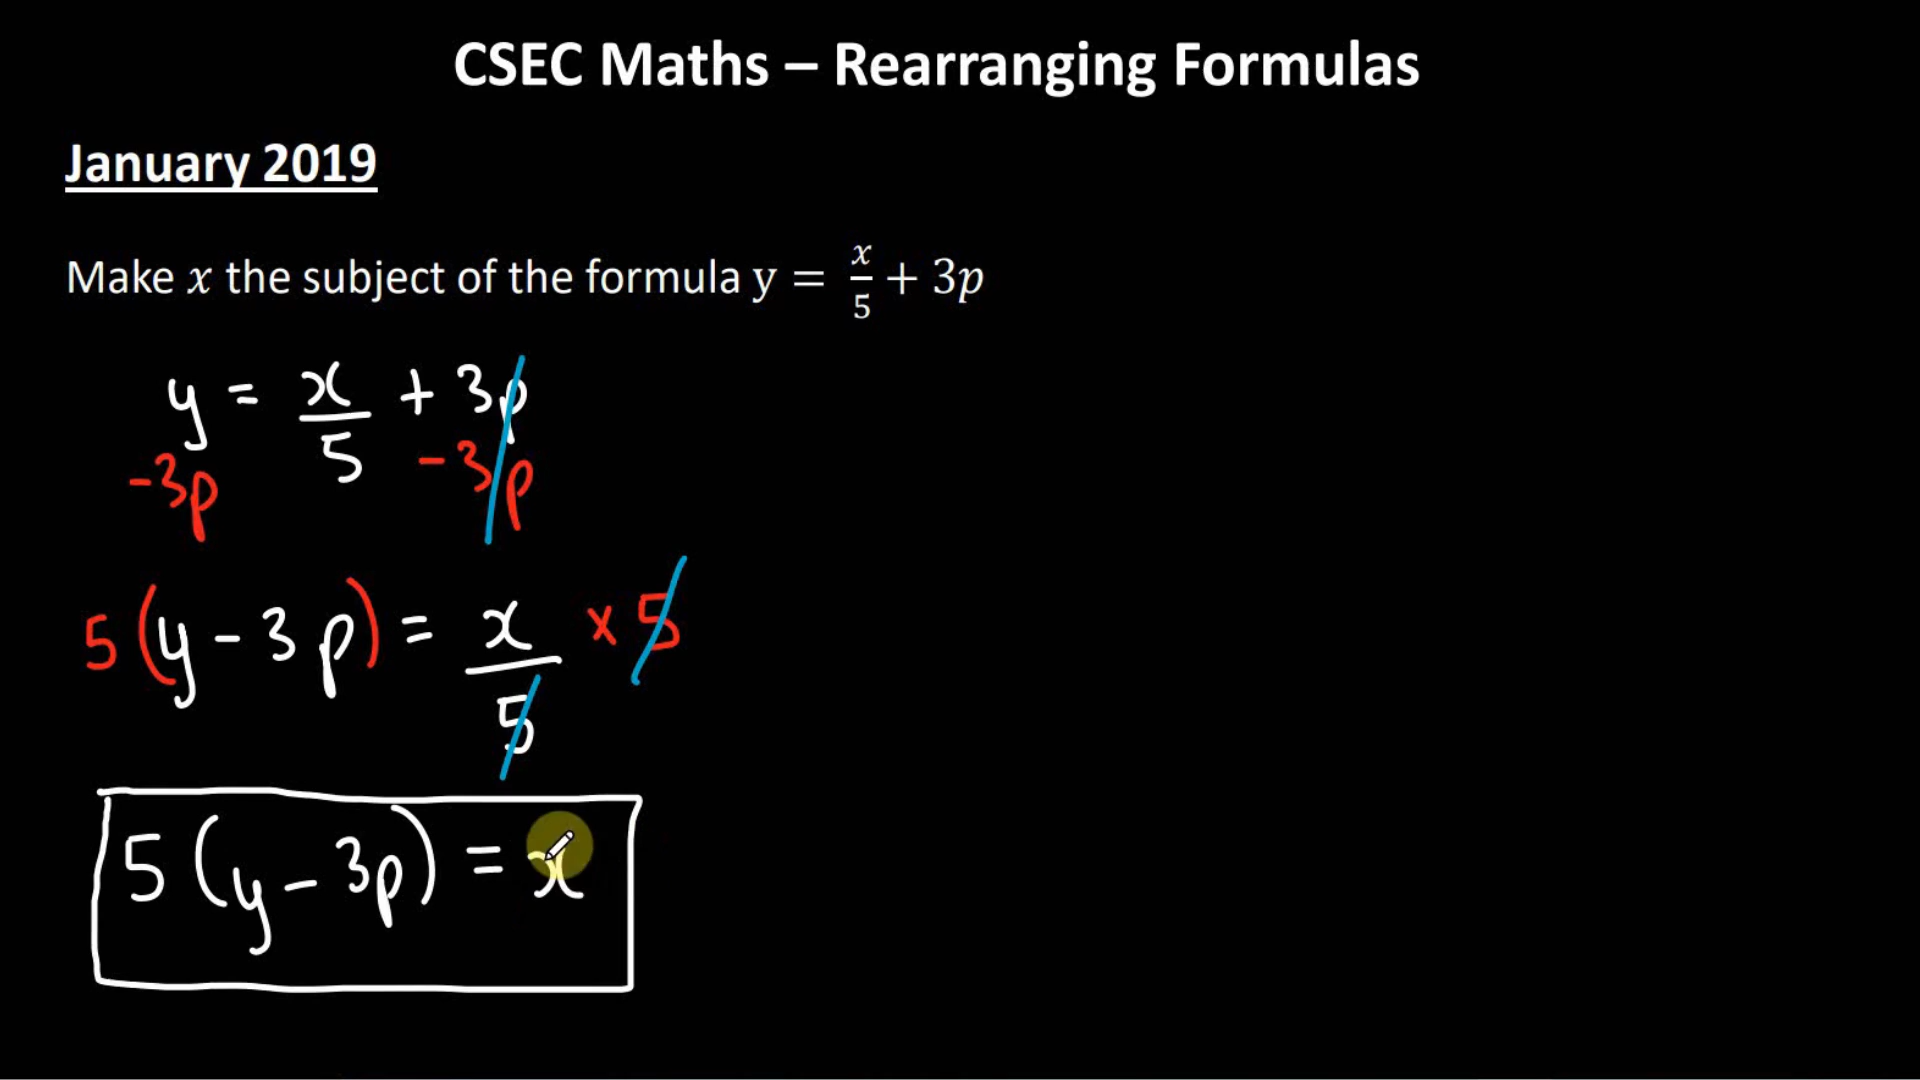 CSEC Maths – Rearranging Formulas
January 2019
Make x the subject of the formula y = x/5 + 3p
y = x/5 + 3p
-3p -3p
5(y - 3p) = x/5 × 5
5(y - 3p) = x